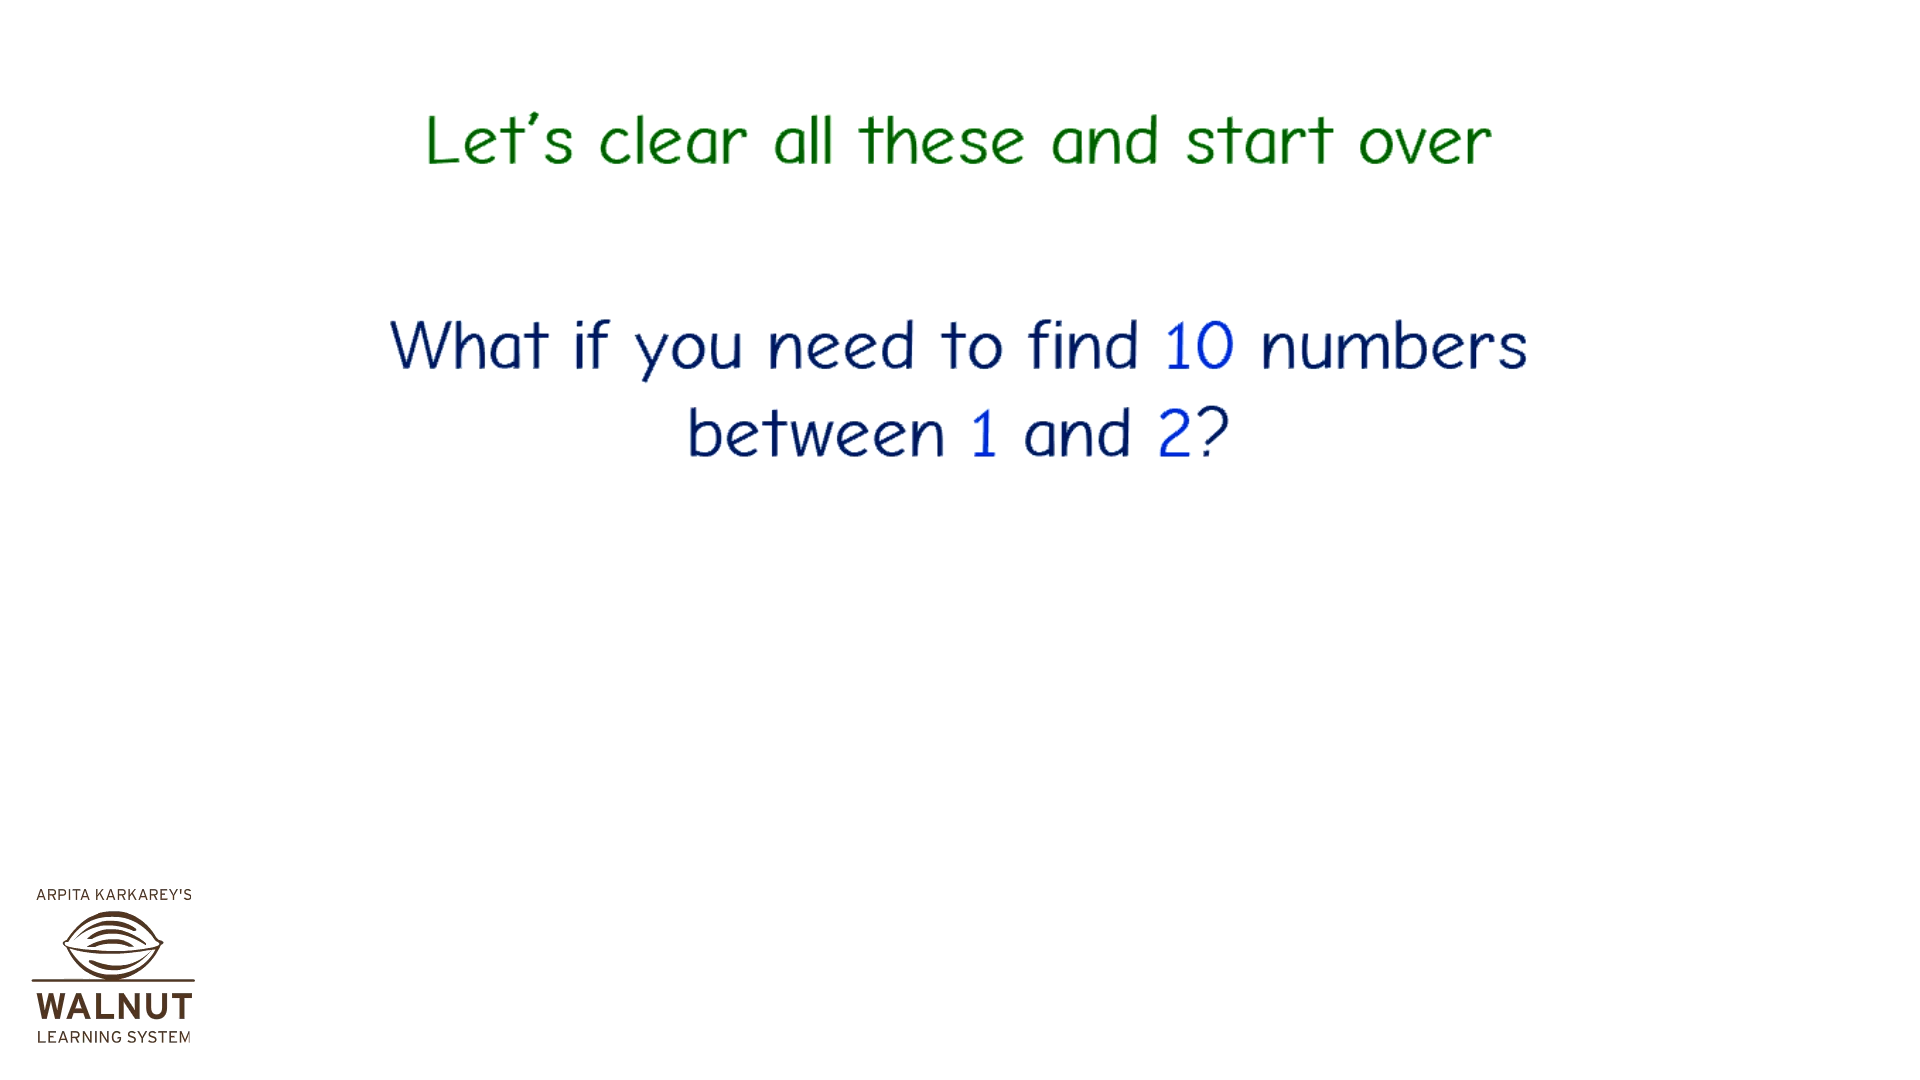 Let's clear all these and start over
What if you need to find 10 numbers
between 1 and 2?
ARPITA KARKAREY'S
WALNUT
LEARNING SYSTEM